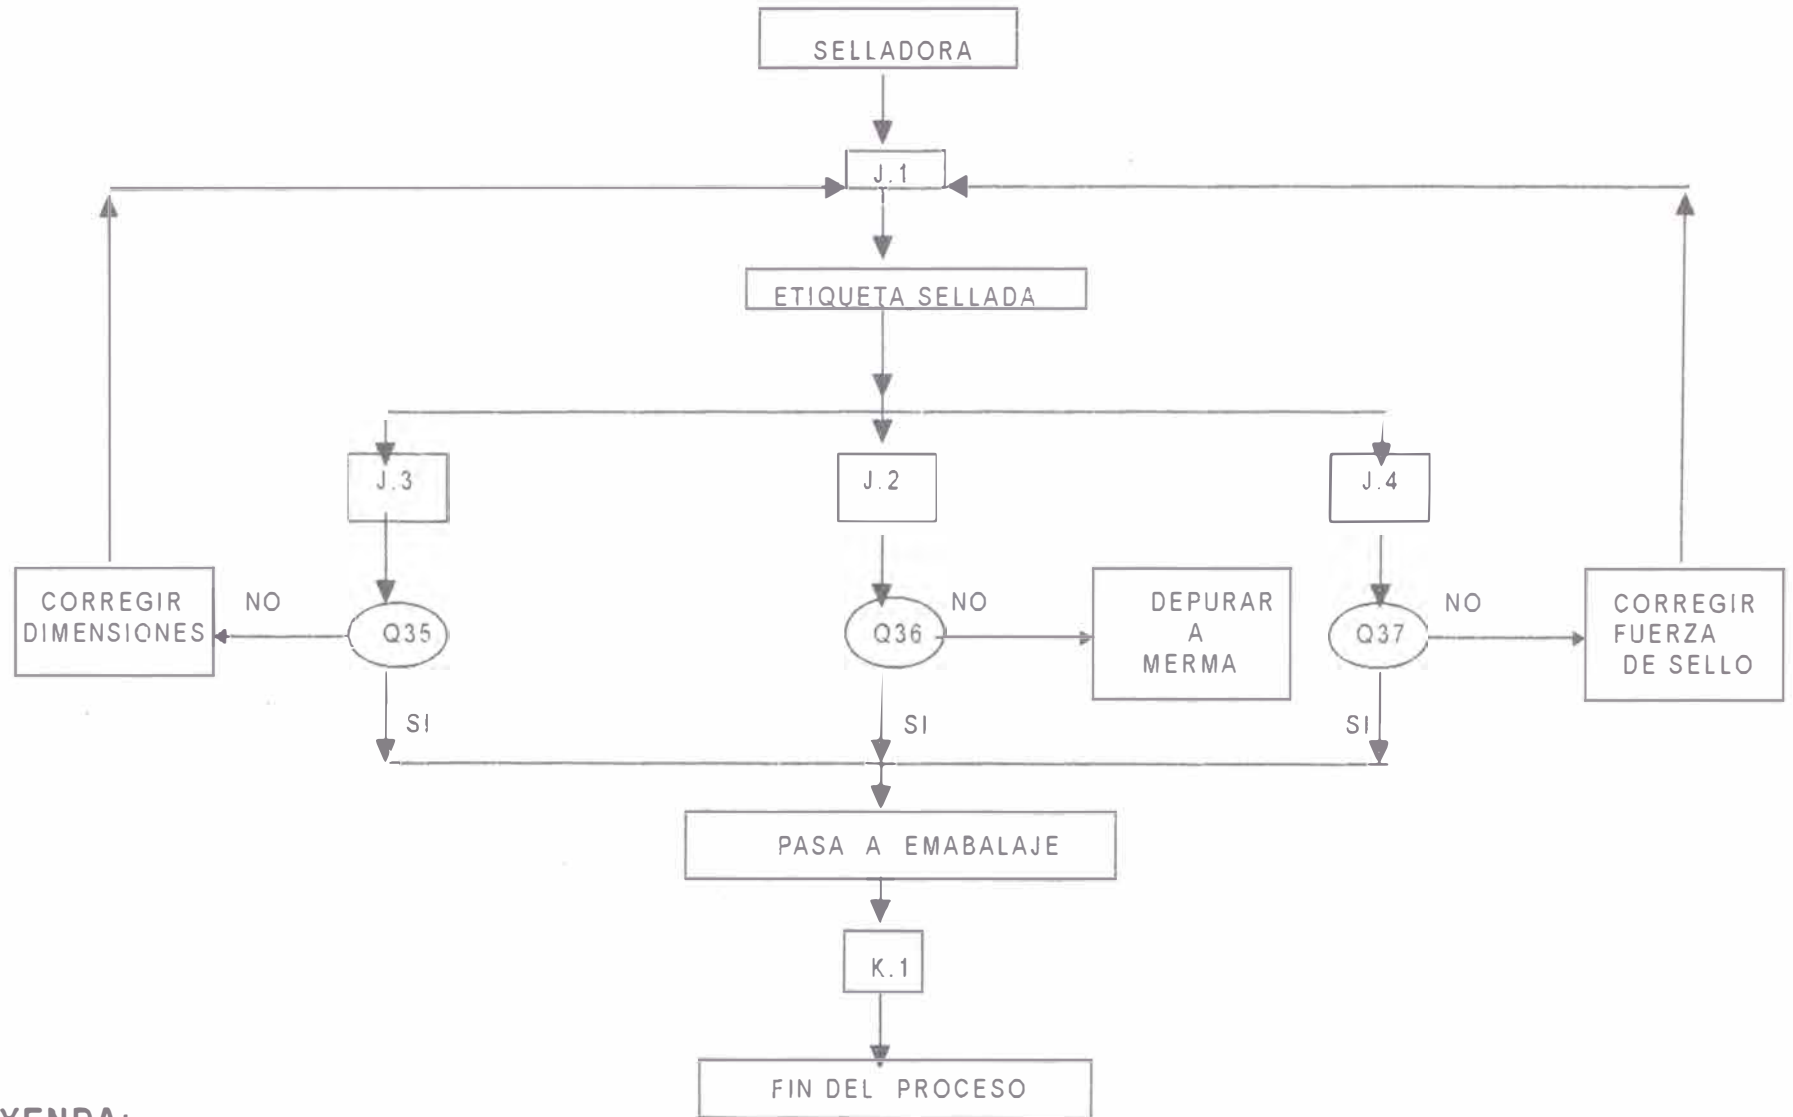 SELLADORA
J.1
ETIQUETA SELLADA
J.3
J.2
J.4
CORREGIR
DIMENSIONES
NO
Q35
Q36
NO
DEPURAR
A
MERMA
Q37
NO
CORREGIR
FUERZA
DE SELLO
SI
SI
SI
PASA A EMABALAJE
K.1
FIN DEL PROCESO